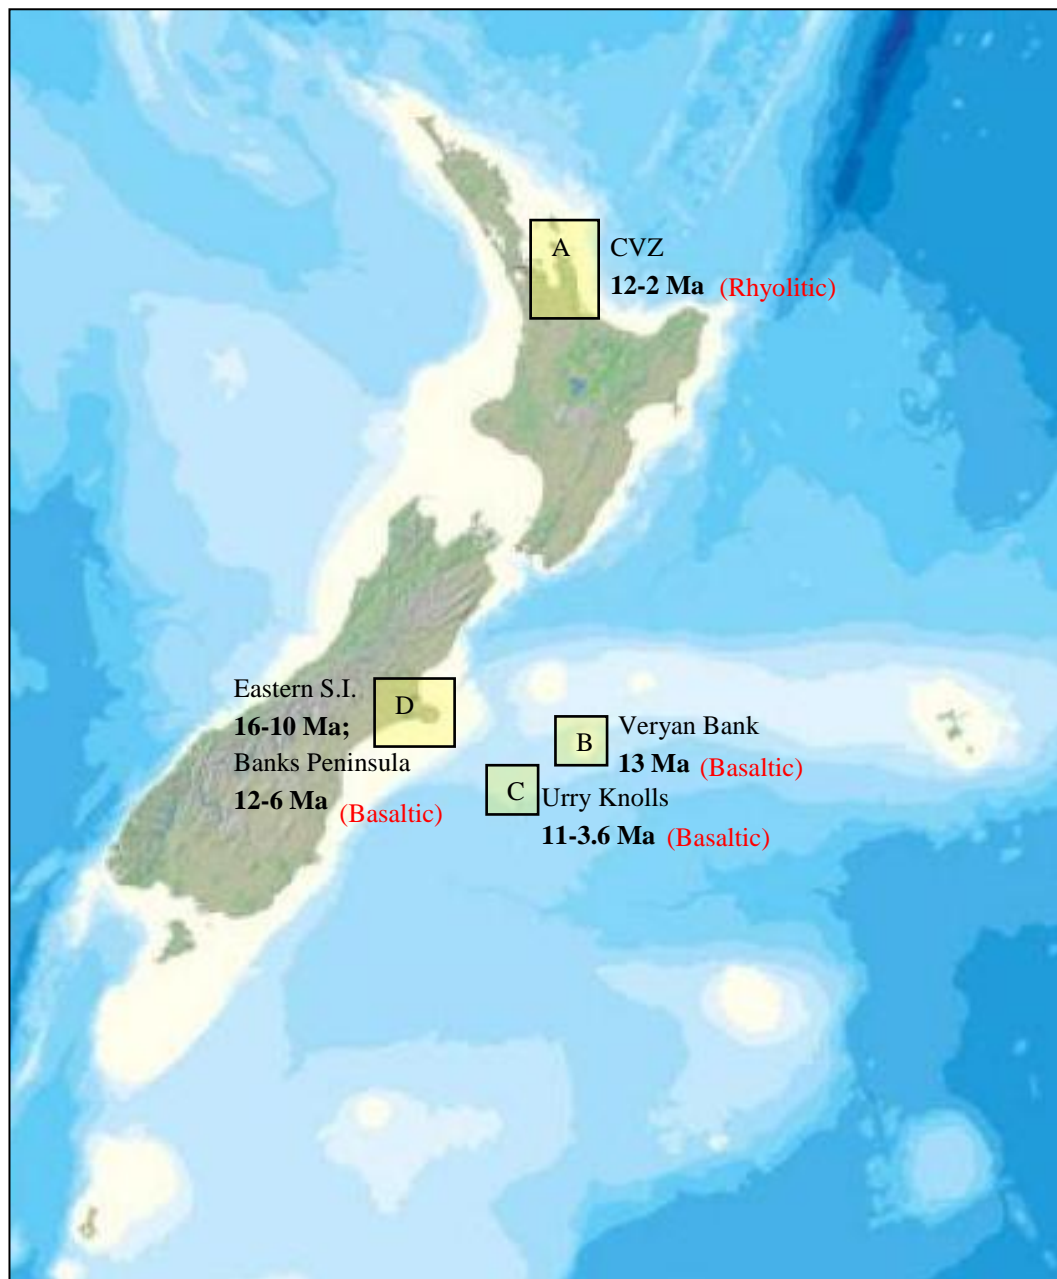 A
CVZ
12-2 Ma (Rhyolitic)
Eastern S.I.
16-10 Ma;
Banks Peninsula
12-6 Ma (Basaltic)
D
B
Veryan Bank
13 Ma (Basaltic)
C
Urry Knolls
11-3.6 Ma (Basaltic)